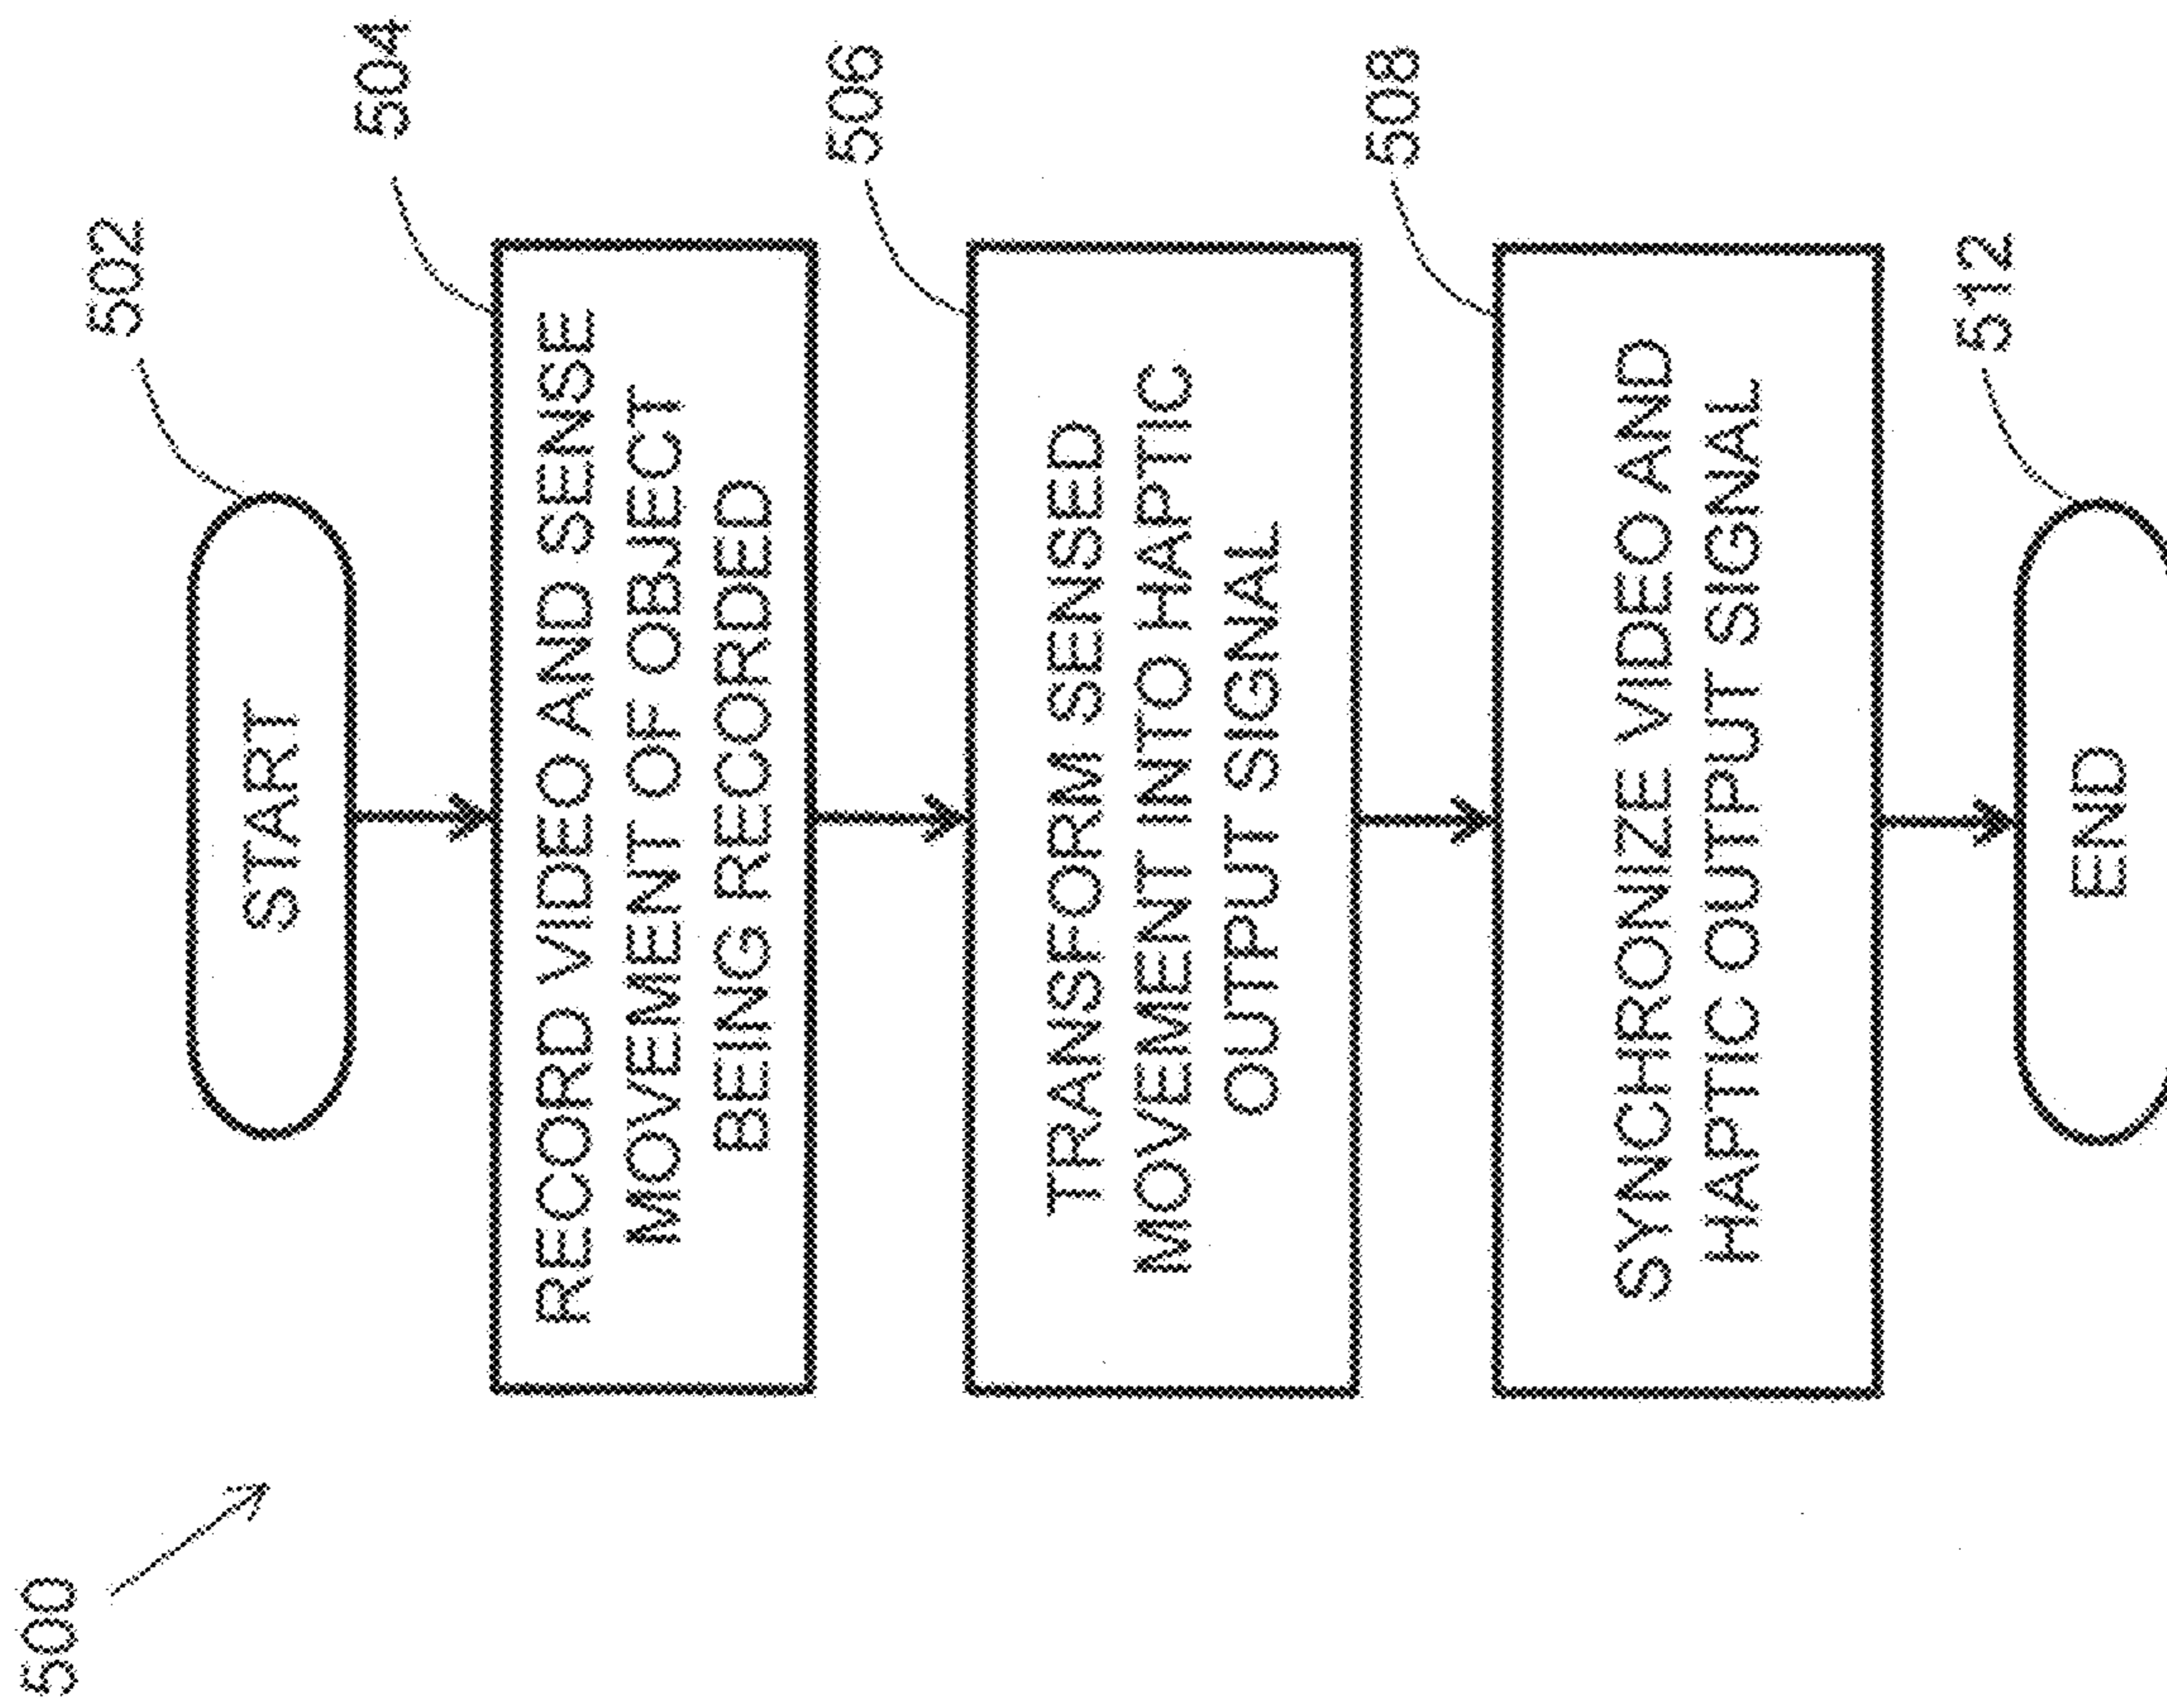 500
502
START
504
RECORD VIDEO AND SENSE
MOVEMENT OF OBJECT
BEING RECORDED
506
TRANSFORM SENSED
MOVEMENT INTO HAPTIC
OUTPUT SIGNAL
508
SYNCHRONIZE VIDEO AND
HAPTIC OUTPUT SIGNAL
512
END